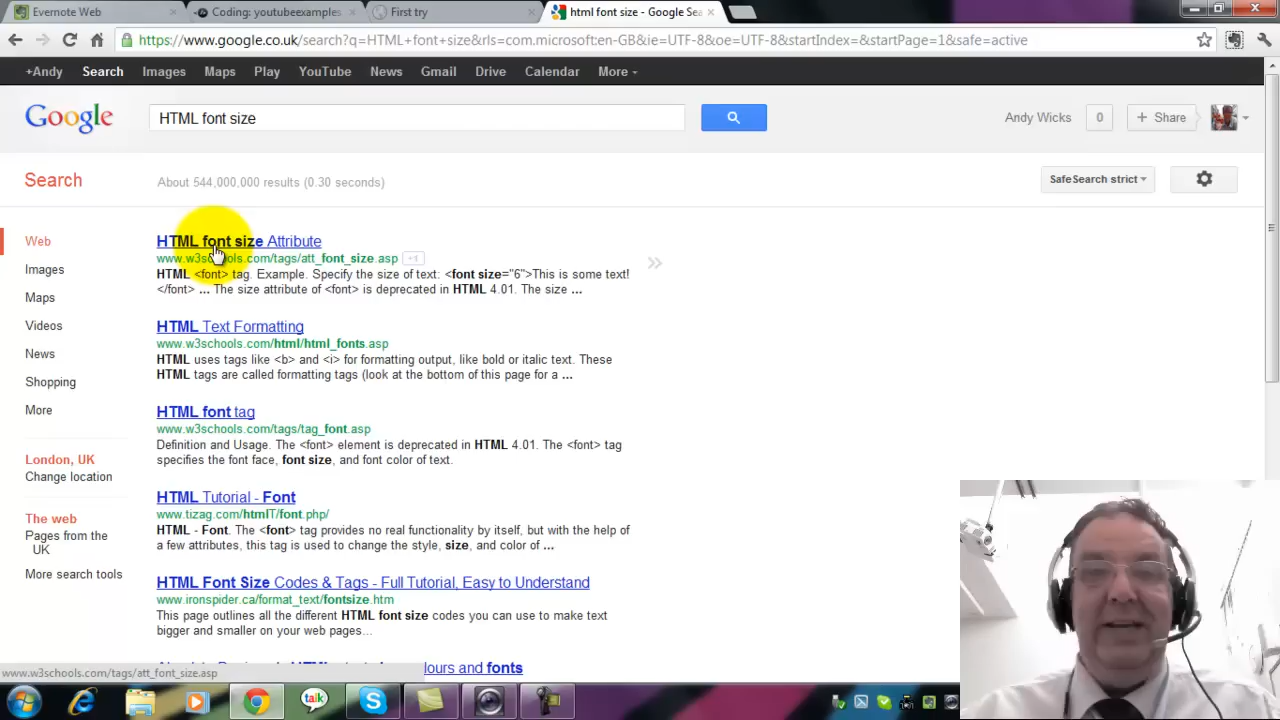 Evernote Web
Coding: youtubeexamples
First try
html font size - Google Sea
https://www.google.co.uk/search?q=HTML+font+size&rls=com.microsoft:en-GB&ie=UTF-8&oe=UTF-8&startIndex=&startPage=1&safe=active
+Andy Search Images Maps Play YouTube News Gmail Drive Calendar More
Google
HTML font size
Andy Wicks 0 + Share
Search
About 544,000,000 results (0.30 seconds)
SafeSearch strict
Web
Images
Maps
Videos
News
Shopping
More
London, UK
Change location
The web
Pages from the
UK
More search tools
HTML font size Attribute
www.w3schools.com/tags/att_font_size.asp +1
HTML <font> tag. Example. Specify the size of text: <font size="6">This is some text!
</font> ... The size attribute of <font> is deprecated in HTML 4.01. The size ...
HTML Text Formatting
www.w3schools.com/html/html_fonts.asp
HTML uses tags like <b> and <i> for formatting output, like bold or italic text. These
HTML tags are called formatting tags (look at the bottom of this page for a ...
HTML font tag
www.w3schools.com/tags/tag_font.asp
Definition and Usage. The <font> element is deprecated in HTML 4.01. The <font> tag
specifies the font face, font size, and font color of text.
HTML Tutorial - Font
www.tizag.com/htmlT/font.php/
HTML - Font. The <font> tag provides no real functionality by itself, but with the help of
a few attributes, this tag is used to change the style, size, and color of ...
HTML Font Size Codes & Tags - Full Tutorial, Easy to Understand
www.ironspider.ca/format_text/fontsize.htm
This page outlines all the different HTML font size codes you can use to make text
bigger and smaller on your web pages...
lours and fonts
www.w3schools.com/tags/att_font_size.asp
talk